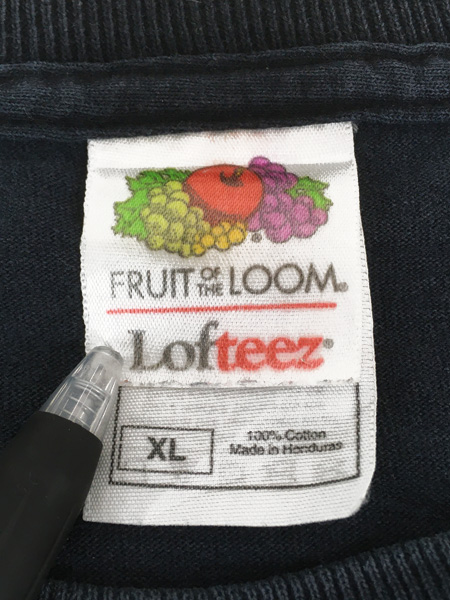 FRUIT OF THE LOOM®
Lofteez®
XL
100% Cotton
Made in Honduras